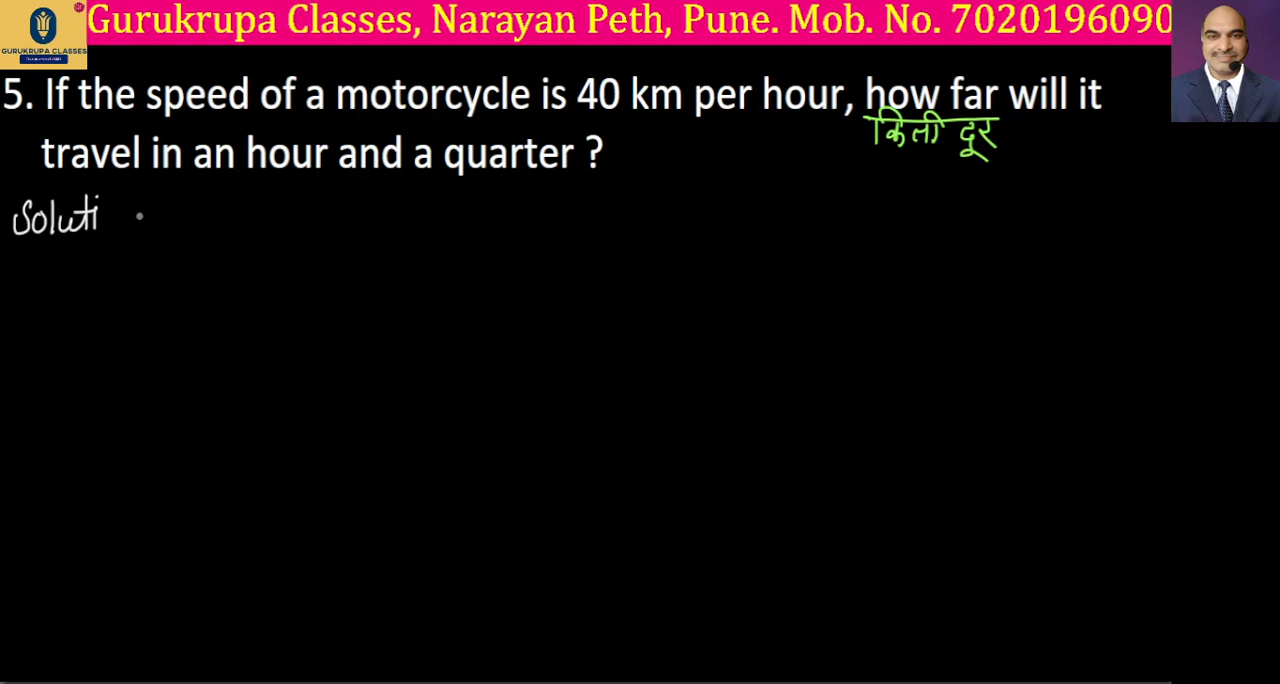 Gurukrupa Classes, Narayan Peth, Pune. Mob. No. 7020196090
GURUKRUPA CLASSES
5. If the speed of a motorcycle is 40 km per hour, how far will it
किती दूर
travel in an hour and a quarter ?
Soluti